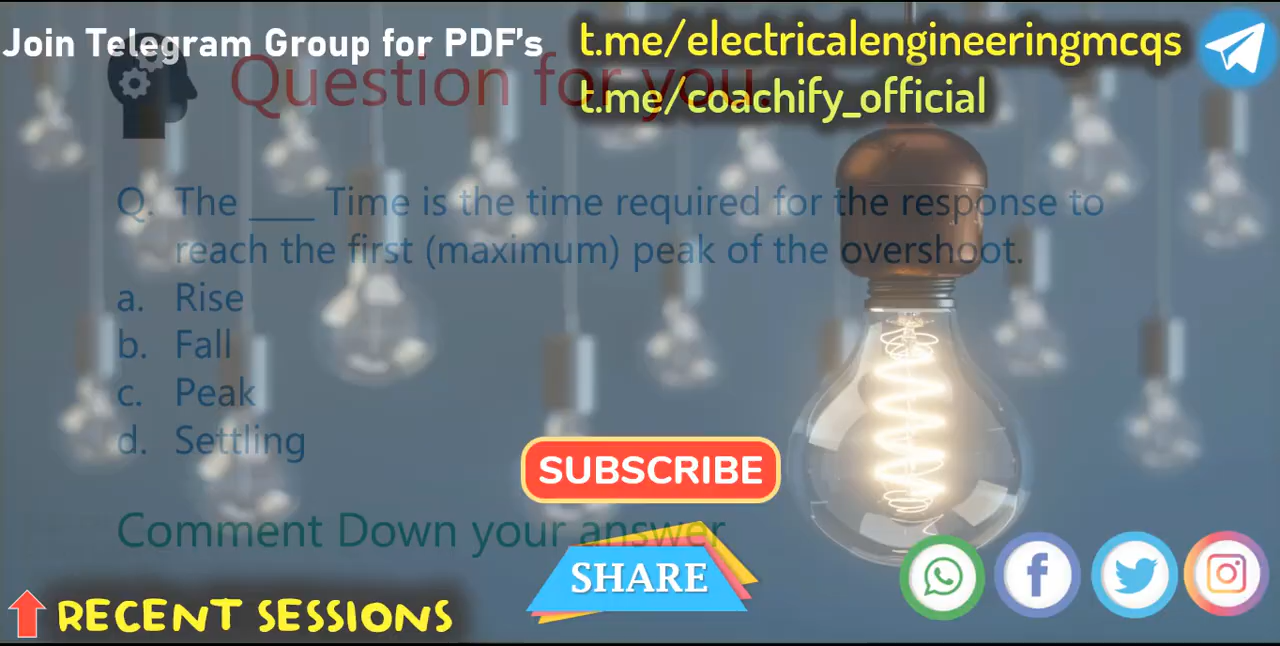 Join Telegram Group for PDF's
t.me/electricalengineeringmcqs
t.me/coachify_official
Question for you.
Q. The ____ Time is the time required for the response to
reach the first (maximum) peak of the overshoot.
a. Rise
b. Fall
c. Peak
d. Settling
SUBSCRIBE
Comment Down your answer
SHARE
RECENT SESSIONS